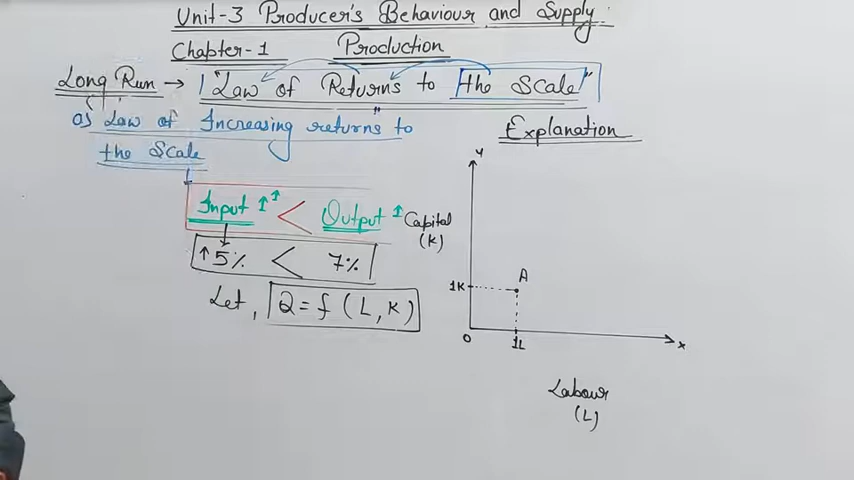 Unit-3 Producer's Behaviour and Supply
Chapter-1 Production
Long Run → "Law of Returns to the Scale"
as Law of Increasing returns" to
the Scale
Explanation
Input ↑↑ < Output ↑
↑5% < 7%
Let, Q = f (L, K)
Y
Capital
(K)
1K
A
0
1L
X
Labour
(L)